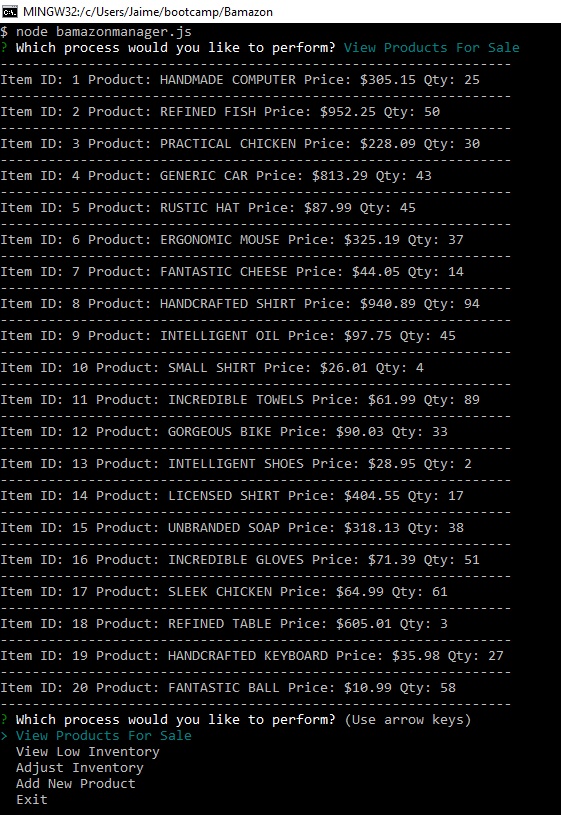 MINGW32:/c/Users/Jaime/bootcamp/Bamazon
$ node bamazonmanager.js
? Which process would you like to perform? View Products For Sale
----------------------------------------------------------------
Item ID: 1 Product: HANDMADE COMPUTER Price: $305.15 Qty: 25
----------------------------------------------------------------
Item ID: 2 Product: REFINED FISH Price: $952.25 Qty: 50
----------------------------------------------------------------
Item ID: 3 Product: PRACTICAL CHICKEN Price: $228.09 Qty: 30
----------------------------------------------------------------
Item ID: 4 Product: GENERIC CAR Price: $813.29 Qty: 43
----------------------------------------------------------------
Item ID: 5 Product: RUSTIC HAT Price: $87.99 Qty: 45
----------------------------------------------------------------
Item ID: 6 Product: ERGONOMIC MOUSE Price: $325.19 Qty: 37
----------------------------------------------------------------
Item ID: 7 Product: FANTASTIC CHEESE Price: $44.05 Qty: 14
----------------------------------------------------------------
Item ID: 8 Product: HANDCRAFTED SHIRT Price: $940.89 Qty: 94
----------------------------------------------------------------
Item ID: 9 Product: INTELLIGENT OIL Price: $97.75 Qty: 45
----------------------------------------------------------------
Item ID: 10 Product: SMALL SHIRT Price: $26.01 Qty: 4
----------------------------------------------------------------
Item ID: 11 Product: INCREDIBLE TOWELS Price: $61.99 Qty: 89
----------------------------------------------------------------
Item ID: 12 Product: GORGEOUS BIKE Price: $90.03 Qty: 33
----------------------------------------------------------------
Item ID: 13 Product: INTELLIGENT SHOES Price: $28.95 Qty: 2
----------------------------------------------------------------
Item ID: 14 Product: LICENSED SHIRT Price: $404.55 Qty: 17
----------------------------------------------------------------
Item ID: 15 Product: UNBRANDED SOAP Price: $318.13 Qty: 38
----------------------------------------------------------------
Item ID: 16 Product: INCREDIBLE GLOVES Price: $71.39 Qty: 51
----------------------------------------------------------------
Item ID: 17 Product: SLEEK CHICKEN Price: $64.99 Qty: 61
----------------------------------------------------------------
Item ID: 18 Product: REFINED TABLE Price: $605.01 Qty: 3
----------------------------------------------------------------
Item ID: 19 Product: HANDCRAFTED KEYBOARD Price: $35.98 Qty: 27
----------------------------------------------------------------
Item ID: 20 Product: FANTASTIC BALL Price: $10.99 Qty: 58
----------------------------------------------------------------
? Which process would you like to perform? (Use arrow keys)
> View Products For Sale
View Low Inventory
Adjust Inventory
Add New Product
Exit